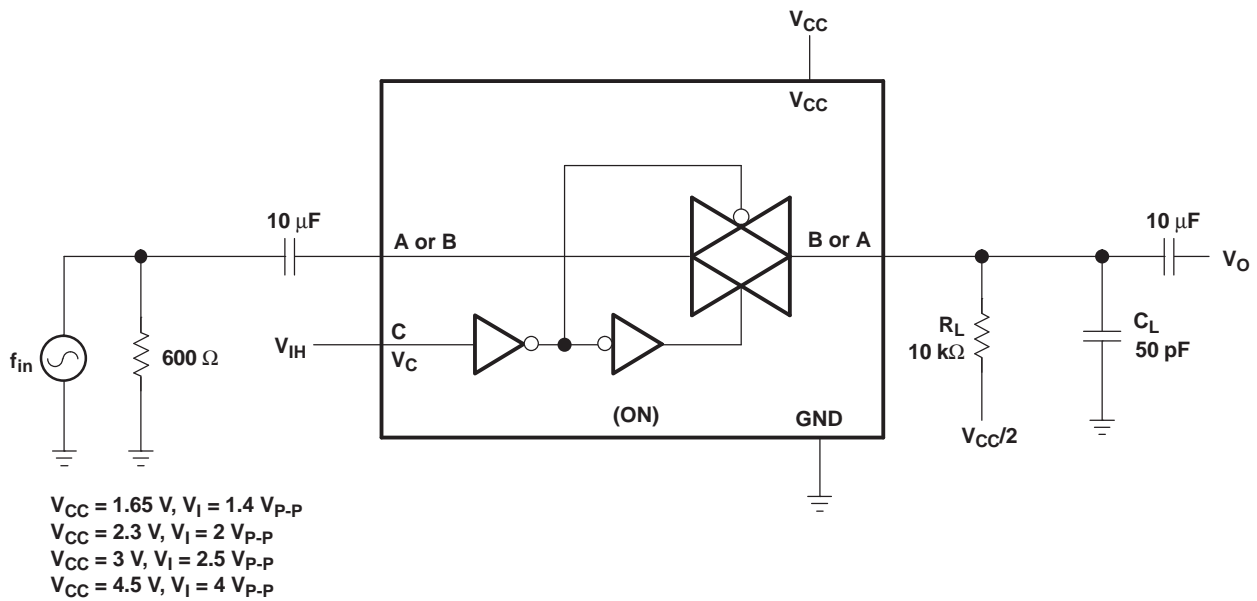 VCC
VCC
10 µF
A or B
B or A
10 µF
VO
fin
600 Ω
VIH
C
VC
RL
10 kΩ
CL
50 pF
(ON)
GND
VCC/2
VCC = 1.65 V, VI = 1.4 VP-P
VCC = 2.3 V, VI = 2 VP-P
VCC = 3 V, VI = 2.5 VP-P
VCC = 4.5 V, VI = 4 VP-P